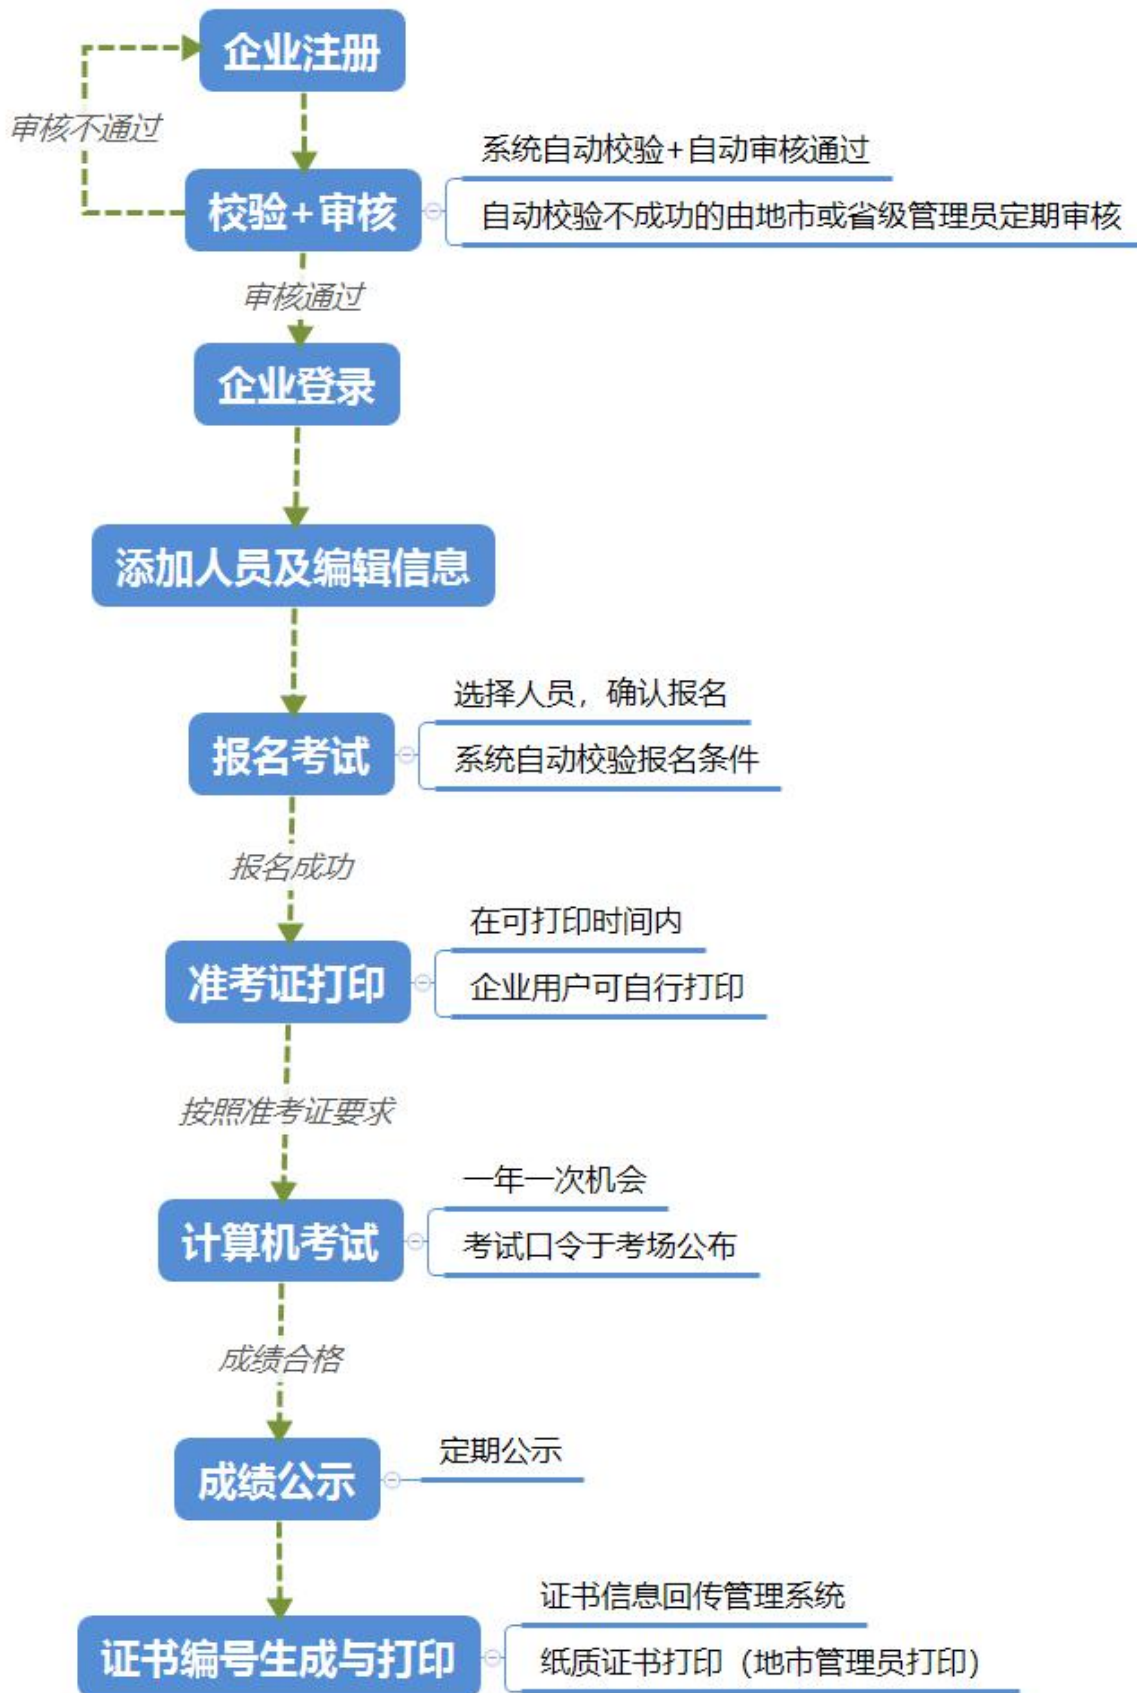 企业注册
审核不通过
系统自动校验+自动审核通过
校验+审核
自动校验不成功的由地市或省级管理员定期审核
审核通过
企业登录
添加人员及编辑信息
选择人员，确认报名
报名考试
系统自动校验报名条件
报名成功
在可打印时间内
准考证打印
企业用户可自行打印
按照准考证要求
一年一次机会
计算机考试
考试口令于考场公布
成绩合格
定期公示
成绩公示
证书信息回传管理系统
证书编号生成与打印
纸质证书打印（地市管理员打印）